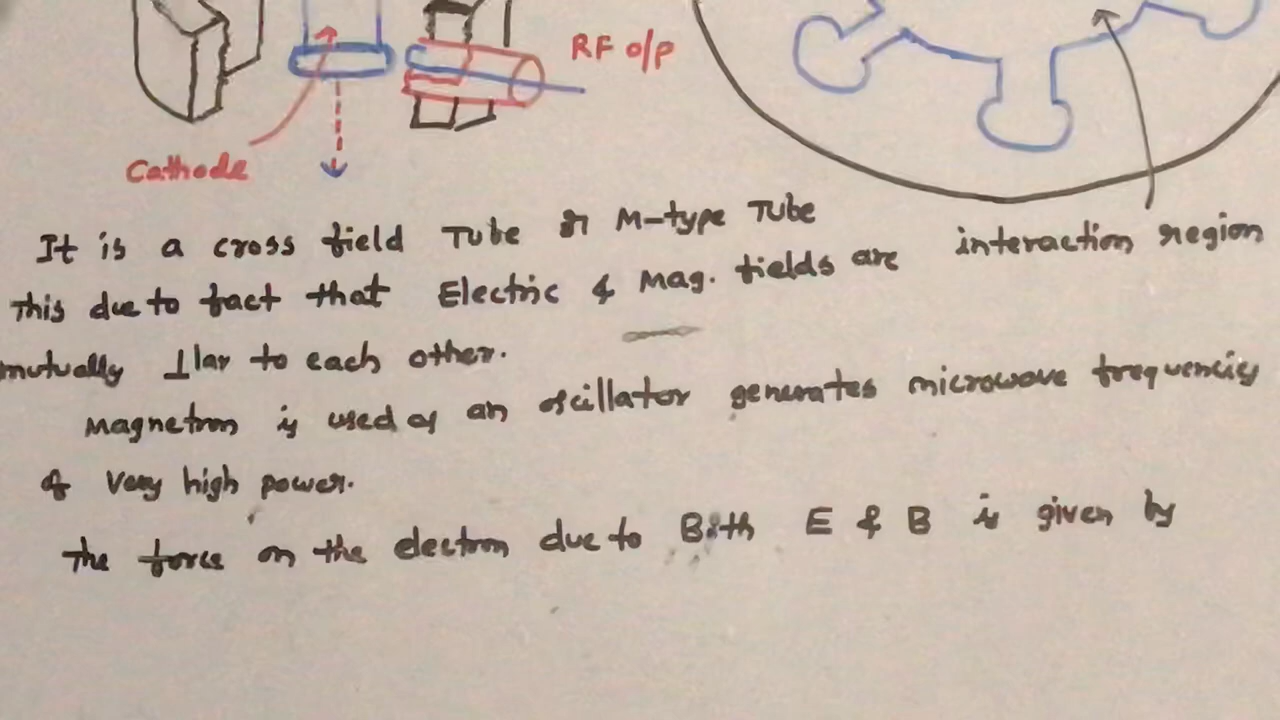 RF o/p
Cathode
It is a cross field Tube or M-type Tube
interaction region
This due to fact that Electric & Mag. fields are
mutually ⊥lar to each other.
Magnetron is used as an oscillator generates microwave frequencies
of very high power.
The force on the electron due to Both E & B is given by